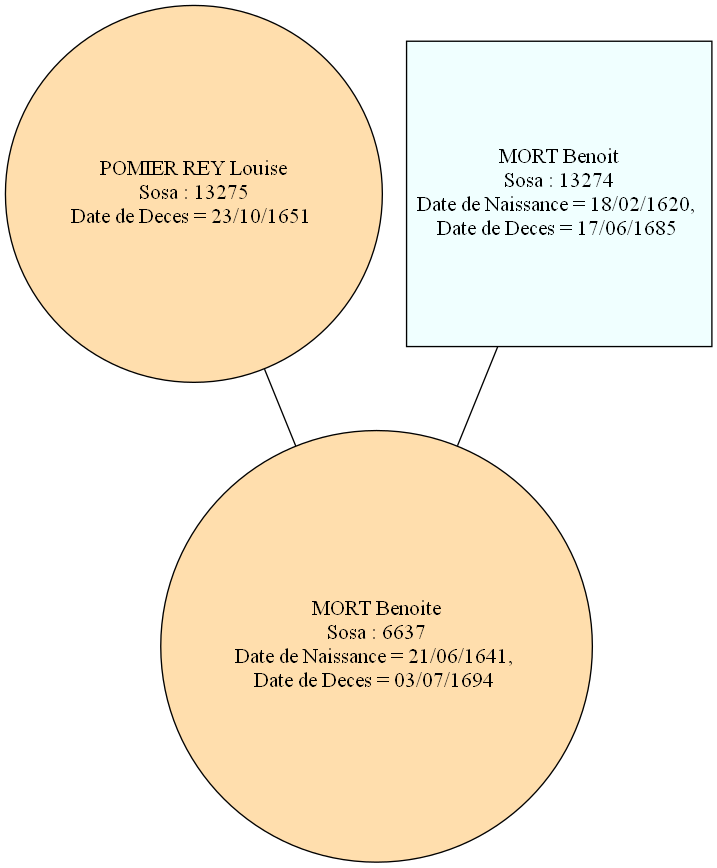 POMIER REY Louise
Sosa : 13275
Date de Deces = 23/10/1651
MORT Benoit
Sosa : 13274
Date de Naissance = 18/02/1620,
Date de Deces = 17/06/1685
MORT Benoite
Sosa : 6637
Date de Naissance = 21/06/1641,
Date de Deces = 03/07/1694